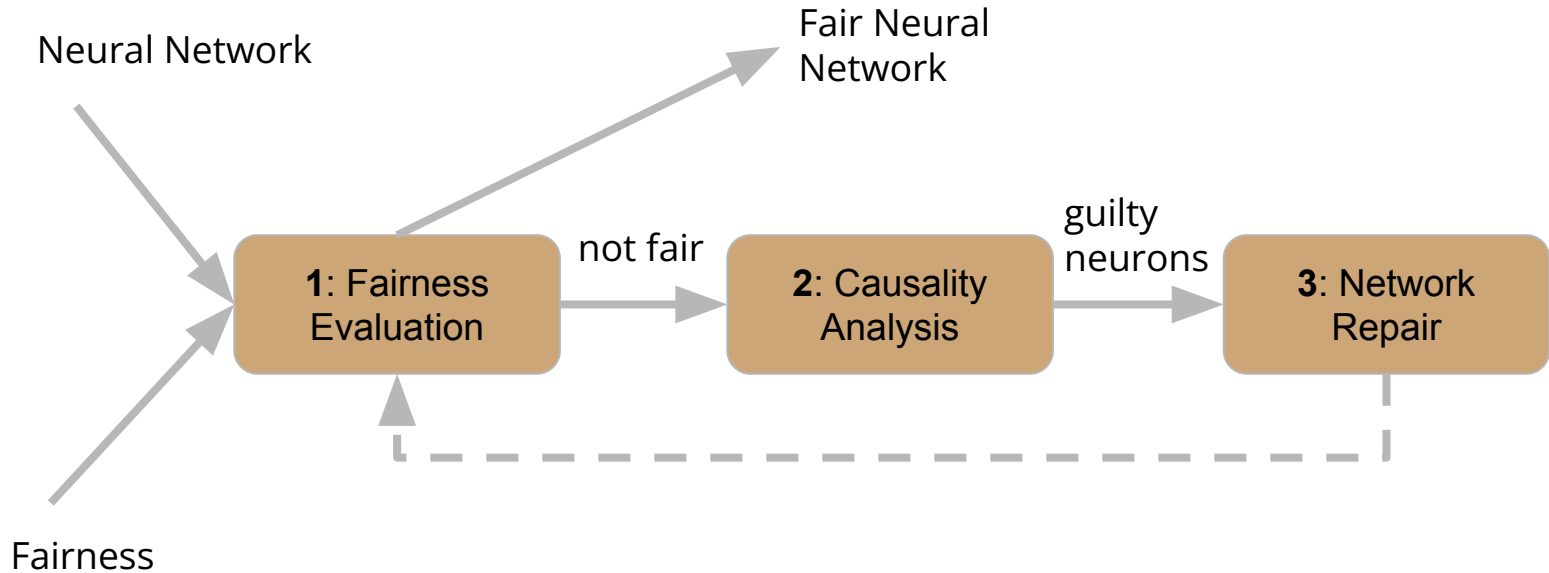 Neural Network
Fair Neural
Network
not fair
guilty
neurons
1: Fairness
Evaluation
2: Causality
Analysis
3: Network
Repair
Fairness